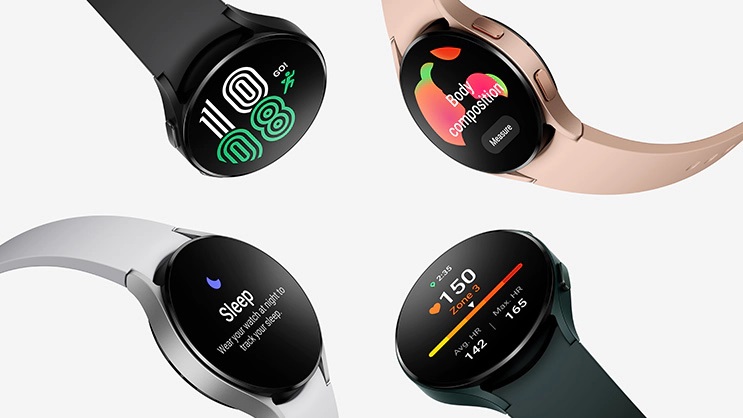 10
08
GO!
Body
composition
Measure
Sleep
Wear your watch at night to
track your sleep.
2:35
150
Zone 3
Avg. HR
142
Max. HR
165